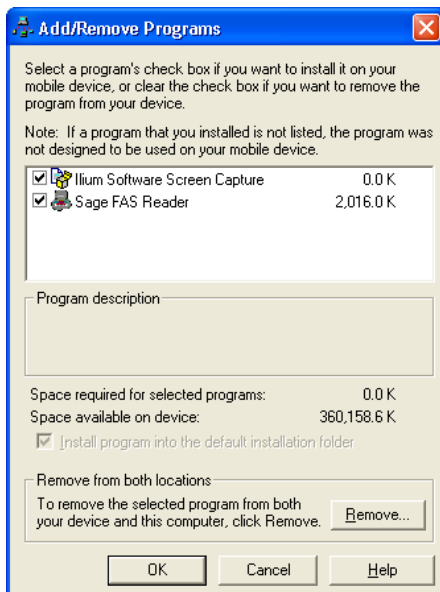 Add/Remove Programs
Select a program's check box if you want to install it on your
mobile device, or clear the check box if you want to remove the
program from your device.
Note: If a program that you installed is not listed, the program was
not designed to be used on your mobile device.
Ilium Software Screen Capture 0.0 K
Sage FAS Reader 2,016.0 K
Program description
Space required for selected programs: 0.0 K
Space available on device: 360,158.6 K
Install program into the default installation folder
Remove from both locations
To remove the selected program from both
your device and this computer, click Remove.
Remove...
OK Cancel Help